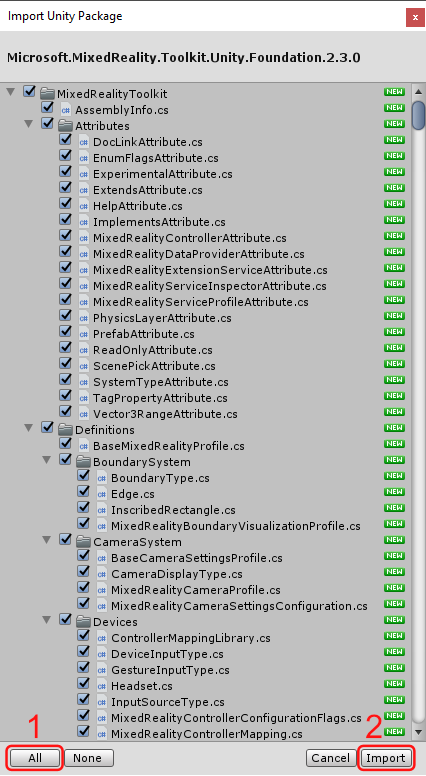 Import Unity Package
x
Microsoft.MixedReality.Toolkit.Unity.Foundation.2.3.0
MixedRealityToolkit NEW
c# AssemblyInfo.cs NEW
Attributes NEW
c# DocLinkAttribute.cs NEW
c# EnumFlagsAttribute.cs NEW
c# ExperimentalAttribute.cs NEW
c# ExtendsAttribute.cs NEW
c# HelpAttribute.cs NEW
c# ImplementsAttribute.cs NEW
c# MixedRealityControllerAttribute.cs NEW
c# MixedRealityDataProviderAttribute.cs NEW
c# MixedRealityExtensionServiceAttribute.cs NEW
c# MixedRealityServiceInspectorAttribute.cs NEW
c# MixedRealityServiceProfileAttribute.cs NEW
c# PhysicsLayerAttribute.cs NEW
c# PrefabAttribute.cs NEW
c# ReadOnlyAttribute.cs NEW
c# ScenePickAttribute.cs NEW
c# SystemTypeAttribute.cs NEW
c# TagPropertyAttribute.cs NEW
c# Vector3RangeAttribute.cs NEW
Definitions NEW
c# BaseMixedRealityProfile.cs NEW
BoundarySystem NEW
c# BoundaryType.cs NEW
c# Edge.cs NEW
c# InscribedRectangle.cs NEW
c# MixedRealityBoundaryVisualizationProfile.cs NEW
CameraSystem NEW
c# BaseCameraSettingsProfile.cs NEW
c# CameraDisplayType.cs NEW
c# MixedRealityCameraProfile.cs NEW
c# MixedRealityCameraSettingsConfiguration.cs NEW
Devices NEW
c# ControllerMappingLibrary.cs NEW
c# DeviceInputType.cs NEW
c# GestureInputType.cs NEW
c# Headset.cs NEW
c# InputSourceType.cs NEW
c# MixedRealityControllerConfigurationFlags.cs NEW
c# MixedRealityControllerMapping.cs NEW
1 2
All None Cancel Import